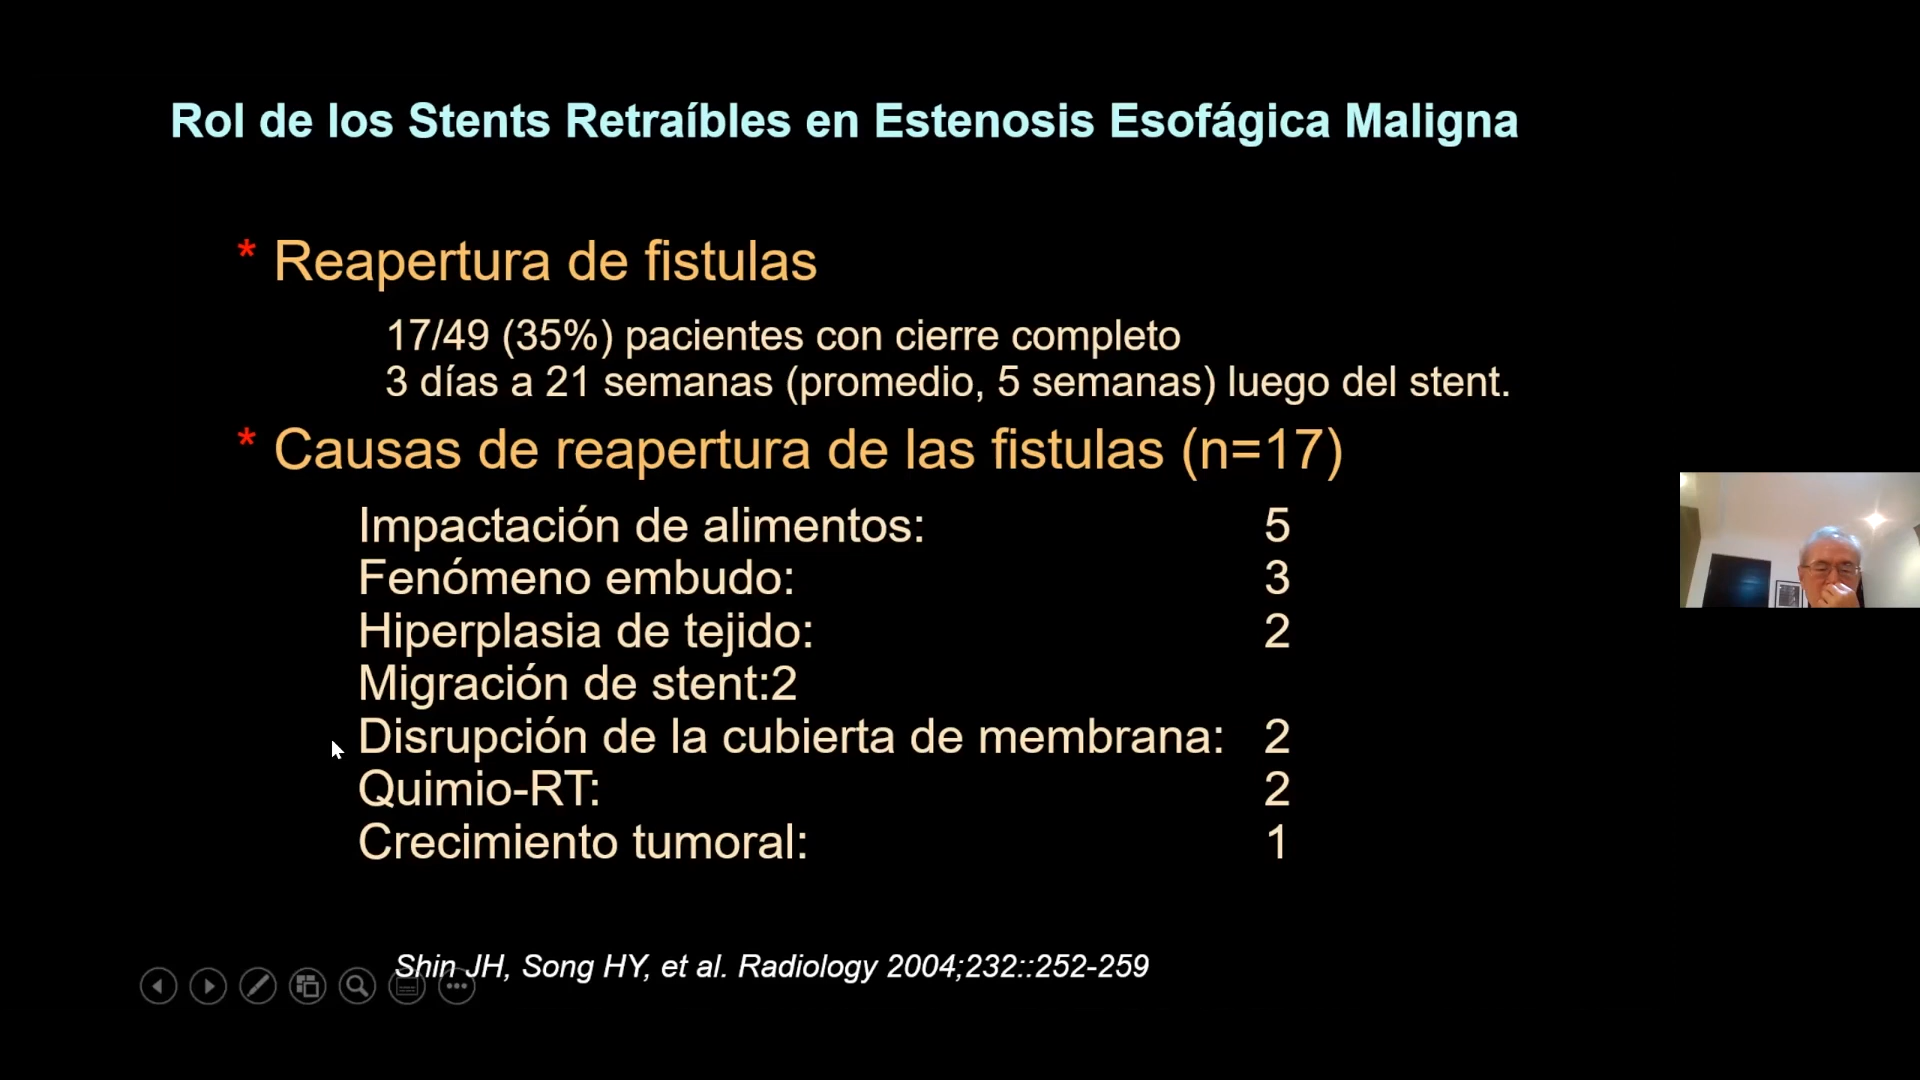 Rol de los Stents Retraíbles en Estenosis Esofágica Maligna
* Reapertura de fistulas
17/49 (35%) pacientes con cierre completo
3 días a 21 semanas (promedio, 5 semanas) luego del stent.
* Causas de reapertura de las fistulas (n=17)
Impactación de alimentos: 5
Fenómeno embudo: 3
Hiperplasia de tejido: 2
Migración de stent:2
Disrupción de la cubierta de membrana: 2
Quimio-RT: 2
Crecimiento tumoral: 1
Shin JH, Song HY, et al. Radiology 2004;232::252-259